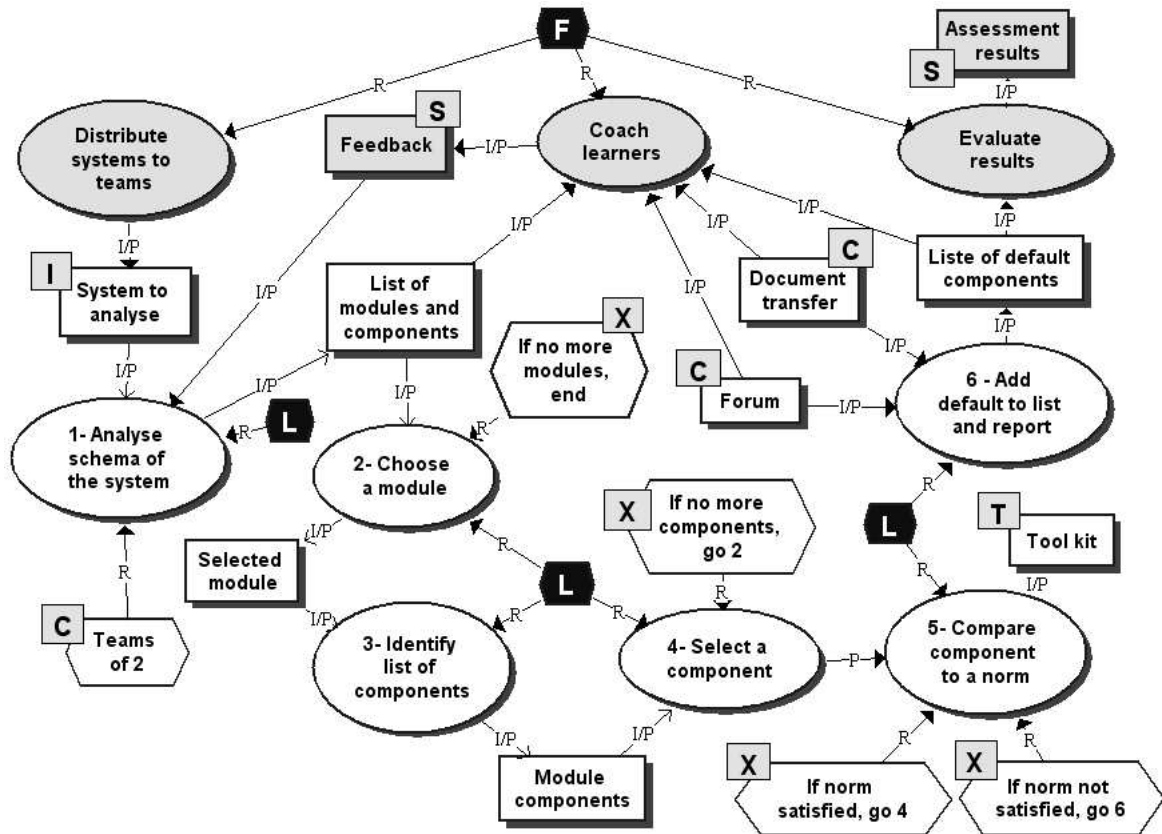 F
Assessment
results
S
R
R
R
I/P
S
Feedback
I/P
Coach
learners
Distribute
systems to
teams
Evaluate
results
I/P
I/P
I/P
I/P
I/P
I
System to
analyse
List of
modules and
components
C
Document
transfer
Liste of default
components
I/P
I/P
X
If no more
modules,
end
I/P
I/P
I/P
I/P
I/P
C
Forum
I/P
6 - Add
default to list
and report
L
R
R
1- Analyse
schema of
the system
2- Choose
a module
X
If no more
components,
go 2
R
L
T
Tool kit
I/P
R
R
R
Selected
module
L
R
I/P
R
R
I/P
C
Teams
of 2
3- Identify
list of
components
4- Select a
component
P
5- Compare
component
to a norm
I/P
I/P
R
R
Module
components
X
If norm
satisfied, go 4
X
If norm not
satisfied, go 6